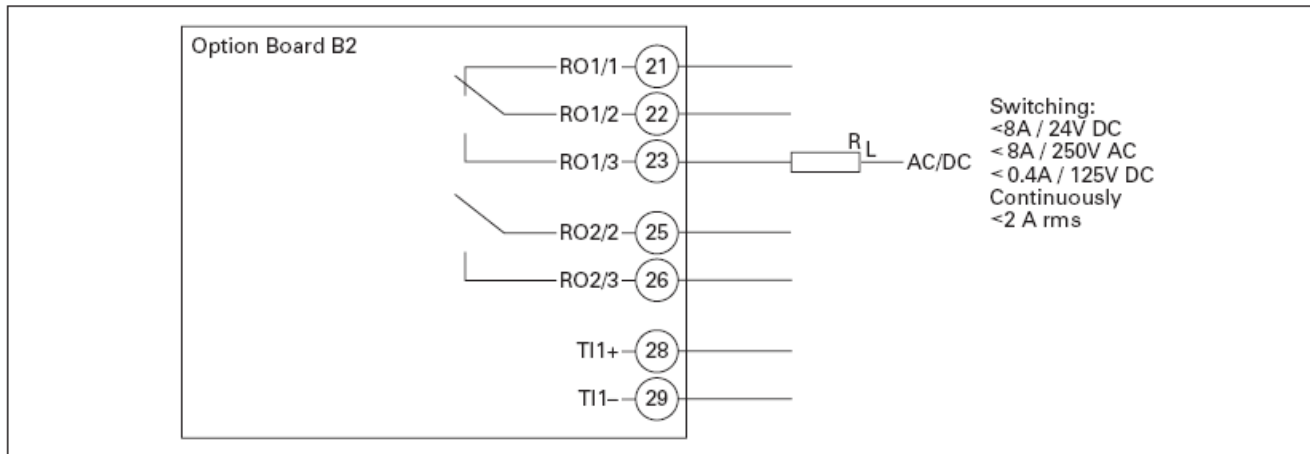 Option Board B2
RO1/1 21
RO1/2 22
RO1/3 23
RL AC/DC
Switching:
<8A / 24V DC
< 8A / 250V AC
< 0.4A / 125V DC
Continuously
<2 A rms
RO2/2 25
RO2/3 26
TI1+ 28
TI1– 29